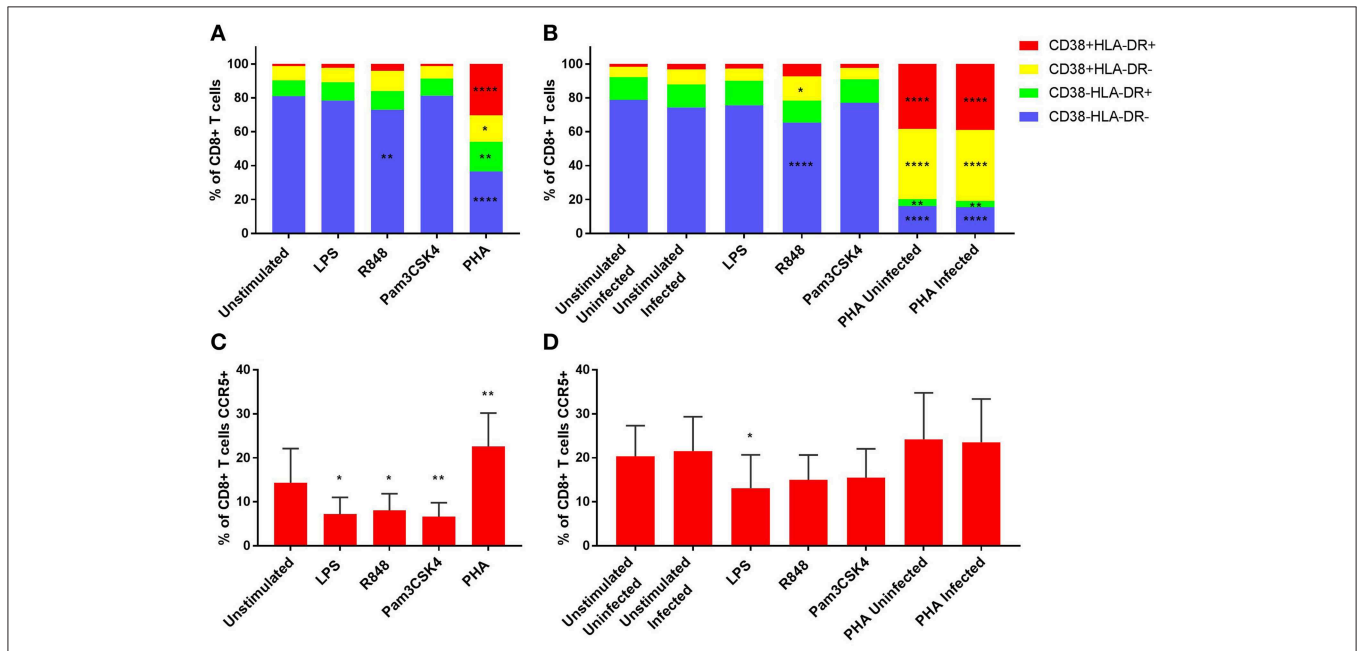 A
% of CD8+ T cells
100
80
60
40
20
0
****
*
**
**
****
Unstimulated
LPS
R848
Pam3CSK4
PHA
B
% of CD8+ T cells
100
80
60
40
20
0
*
****
****
****
****
****
**
**
****
****
Unstimulated
Uninfected
Unstimulated
Infected
LPS
R848
Pam3CSK4
PHA Uninfected
PHA Infected
CD38+HLA-DR+
CD38+HLA-DR-
CD38-HLA-DR+
CD38-HLA-DR-
C
% of CD8+ T cells CCR5+
40
30
20
10
0
*
*
**
**
Unstimulated
LPS
R848
Pam3CSK4
PHA
D
% of CD8+ T cells CCR5+
40
30
20
10
0
*
Unstimulated
Uninfected
Unstimulated
Infected
LPS
R848
Pam3CSK4
PHA Uninfected
PHA Infected